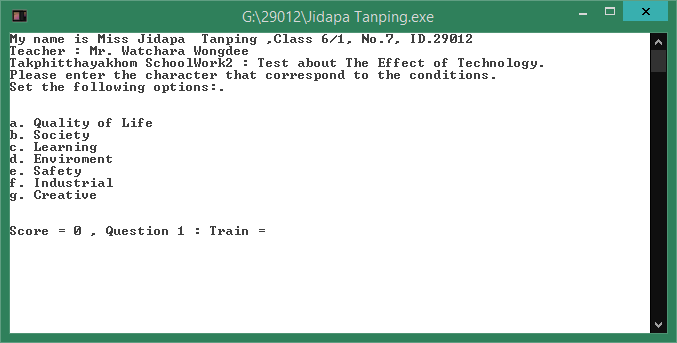 G:\29012\Jidapa Tanping.exe
My name is Miss Jidapa  Tanping ,Class 6/1, No.7, ID.29012
Teacher : Mr. Watchara Wongdee
Takphitthayakhom SchoolWork2 : Test about The Effect of Technology.
Please enter the character that correspond to the conditions.
Set the following options:.
a. Quality of Life
b. Society
c. Learning
d. Enviroment
e. Safety
f. Industrial
g. Creative
Score = 0 , Question 1 : Train =